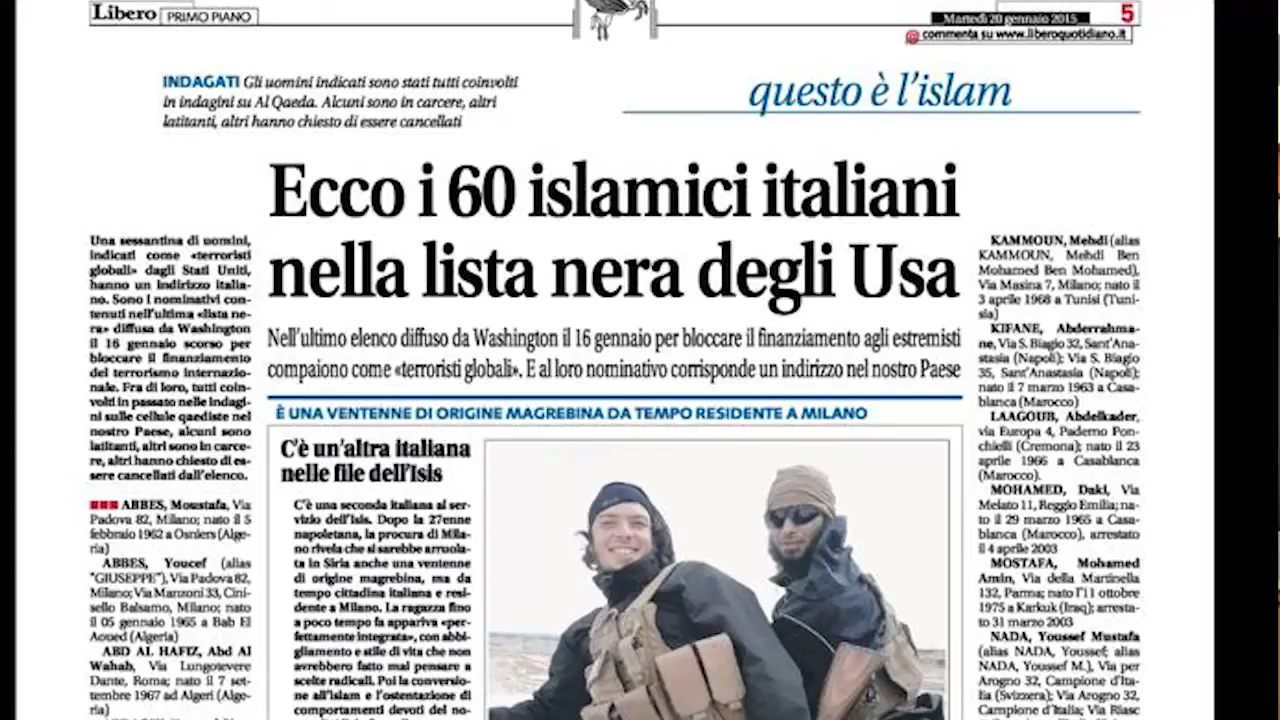 Libero PRIMO PIANO
Martedì 20 gennaio 2015
5
@ commenta su www.liberoquotidiano.it
INDAGATI Gli uomini indicati sono stati tutti coinvolti
in indagini su Al Qaeda. Alcuni sono in carcere, altri
latitanti, altri hanno chiesto di essere cancellati
questo è l'islam
Ecco i 60 islamici italiani
nella lista nera degli Usa
Nell'ultimo elenco diffuso da Washington il 16 gennaio per bloccare il finanziamento agli estremisti
compaiono come «terroristi globali». E al loro nominativo corrisponde un indirizzo nel nostro Paese
Una sessantina di uomini,
indicati come «terroristi
globali» dagli Stati Uniti,
hanno un indirizzo italia-
no. Sono i nominativi con-
tenuti nell'ultima «lista ne-
ra» diffusa da Washington
il 16 gennaio scorso per
bloccare il finanziamento
del terrorismo internazio-
nale. Fra di loro, tutti coin-
volti in passato nelle indagi-
ni sulle cellule qaediste nel
nostro Paese, alcuni sono
latitanti, altri sono in carce-
re, altri hanno chiesto di es-
sere cancellati dall'elenco.
ABBES, Moustafa, Via
Padova 82, Milano; nato il 5
febbraio 1962 a Osniers (Alge-
ria)
ABBES, Youcef (alias
"GIUSEPPE"), Via Padova 82,
Milano; Via Manzoni 33, Cini-
sello Balsamo, Milano; nato
il 05 gennaio 1965 a Bab El
Aoued (Algeria)
ABD AL HAFIZ, Abd Al
Wahab, Via Lungotevere
Dante, Roma; nato il 7 set-
tembre 1967 ad Algeri (Alge-
ria)
È UNA VENTENNE DI ORIGINE MAGREBINA DA TEMPO RESIDENTE A MILANO
C'è un'altra italiana
nelle file dell'Isis
C'è una seconda italiana al ser-
vizio dell'Isis. Dopo la 27enne
napoletana, la procura di Mila-
no rivela che si sarebbe arruola-
ta in Siria anche una ventenne
di origine magrebina, ma da
tempo cittadina italiana e resi-
dente a Milano. La ragazza fino
a poco tempo fa appariva «per-
fettamente integrata», con abbi-
gliamento e stile di vita che non
avrebbero fatto mai pensare a
scelte radicali. Poi la conversio-
ne all'islam e l'ostentazione di
comportamenti devoti del no-
KAMMOUN, Mehdi (alias
KAMMOUN, Mehdi Ben
Mohamed Ben Mohamed),
Via Masina 7, Milano; nato il
3 aprile 1968 a Tunisi (Tuni-
sia)
KIFANE, Abderrahma-
ne, Via S. Biagio 32, Sant'Ana-
stasia (Napoli); Via S. Biagio
35, Sant'Anastasia (Napoli);
nato il 7 marzo 1963 a Casa-
blanca (Marocco)
LAAGOUB, Abdelkader,
via Europa 4, Paderno Pon-
chielli (Cremona); nato il 23
aprile 1966 a Casablanca
(Marocco).
MOHAMED, Daki, Via
Melato 11, Reggio Emilia; na-
to il 29 marzo 1965 a Casa-
blanca (Marocco), arrestato
il 4 aprile 2003
MOSTAFA, Mohamed
Amin, Via della Martinella
132, Parma; nato l'11 ottobre
1975 a Karkuk (Iraq); arresta-
to 31 marzo 2003
NADA, Youssef Mustafa
(alias NADA, Youssef; alias
NADA, Youssef M.), Via per
Arogno 32, Campione d'Ita-
lia (Svizzera); Via Arogno 32,
Campione d'Italia; Via Riasc